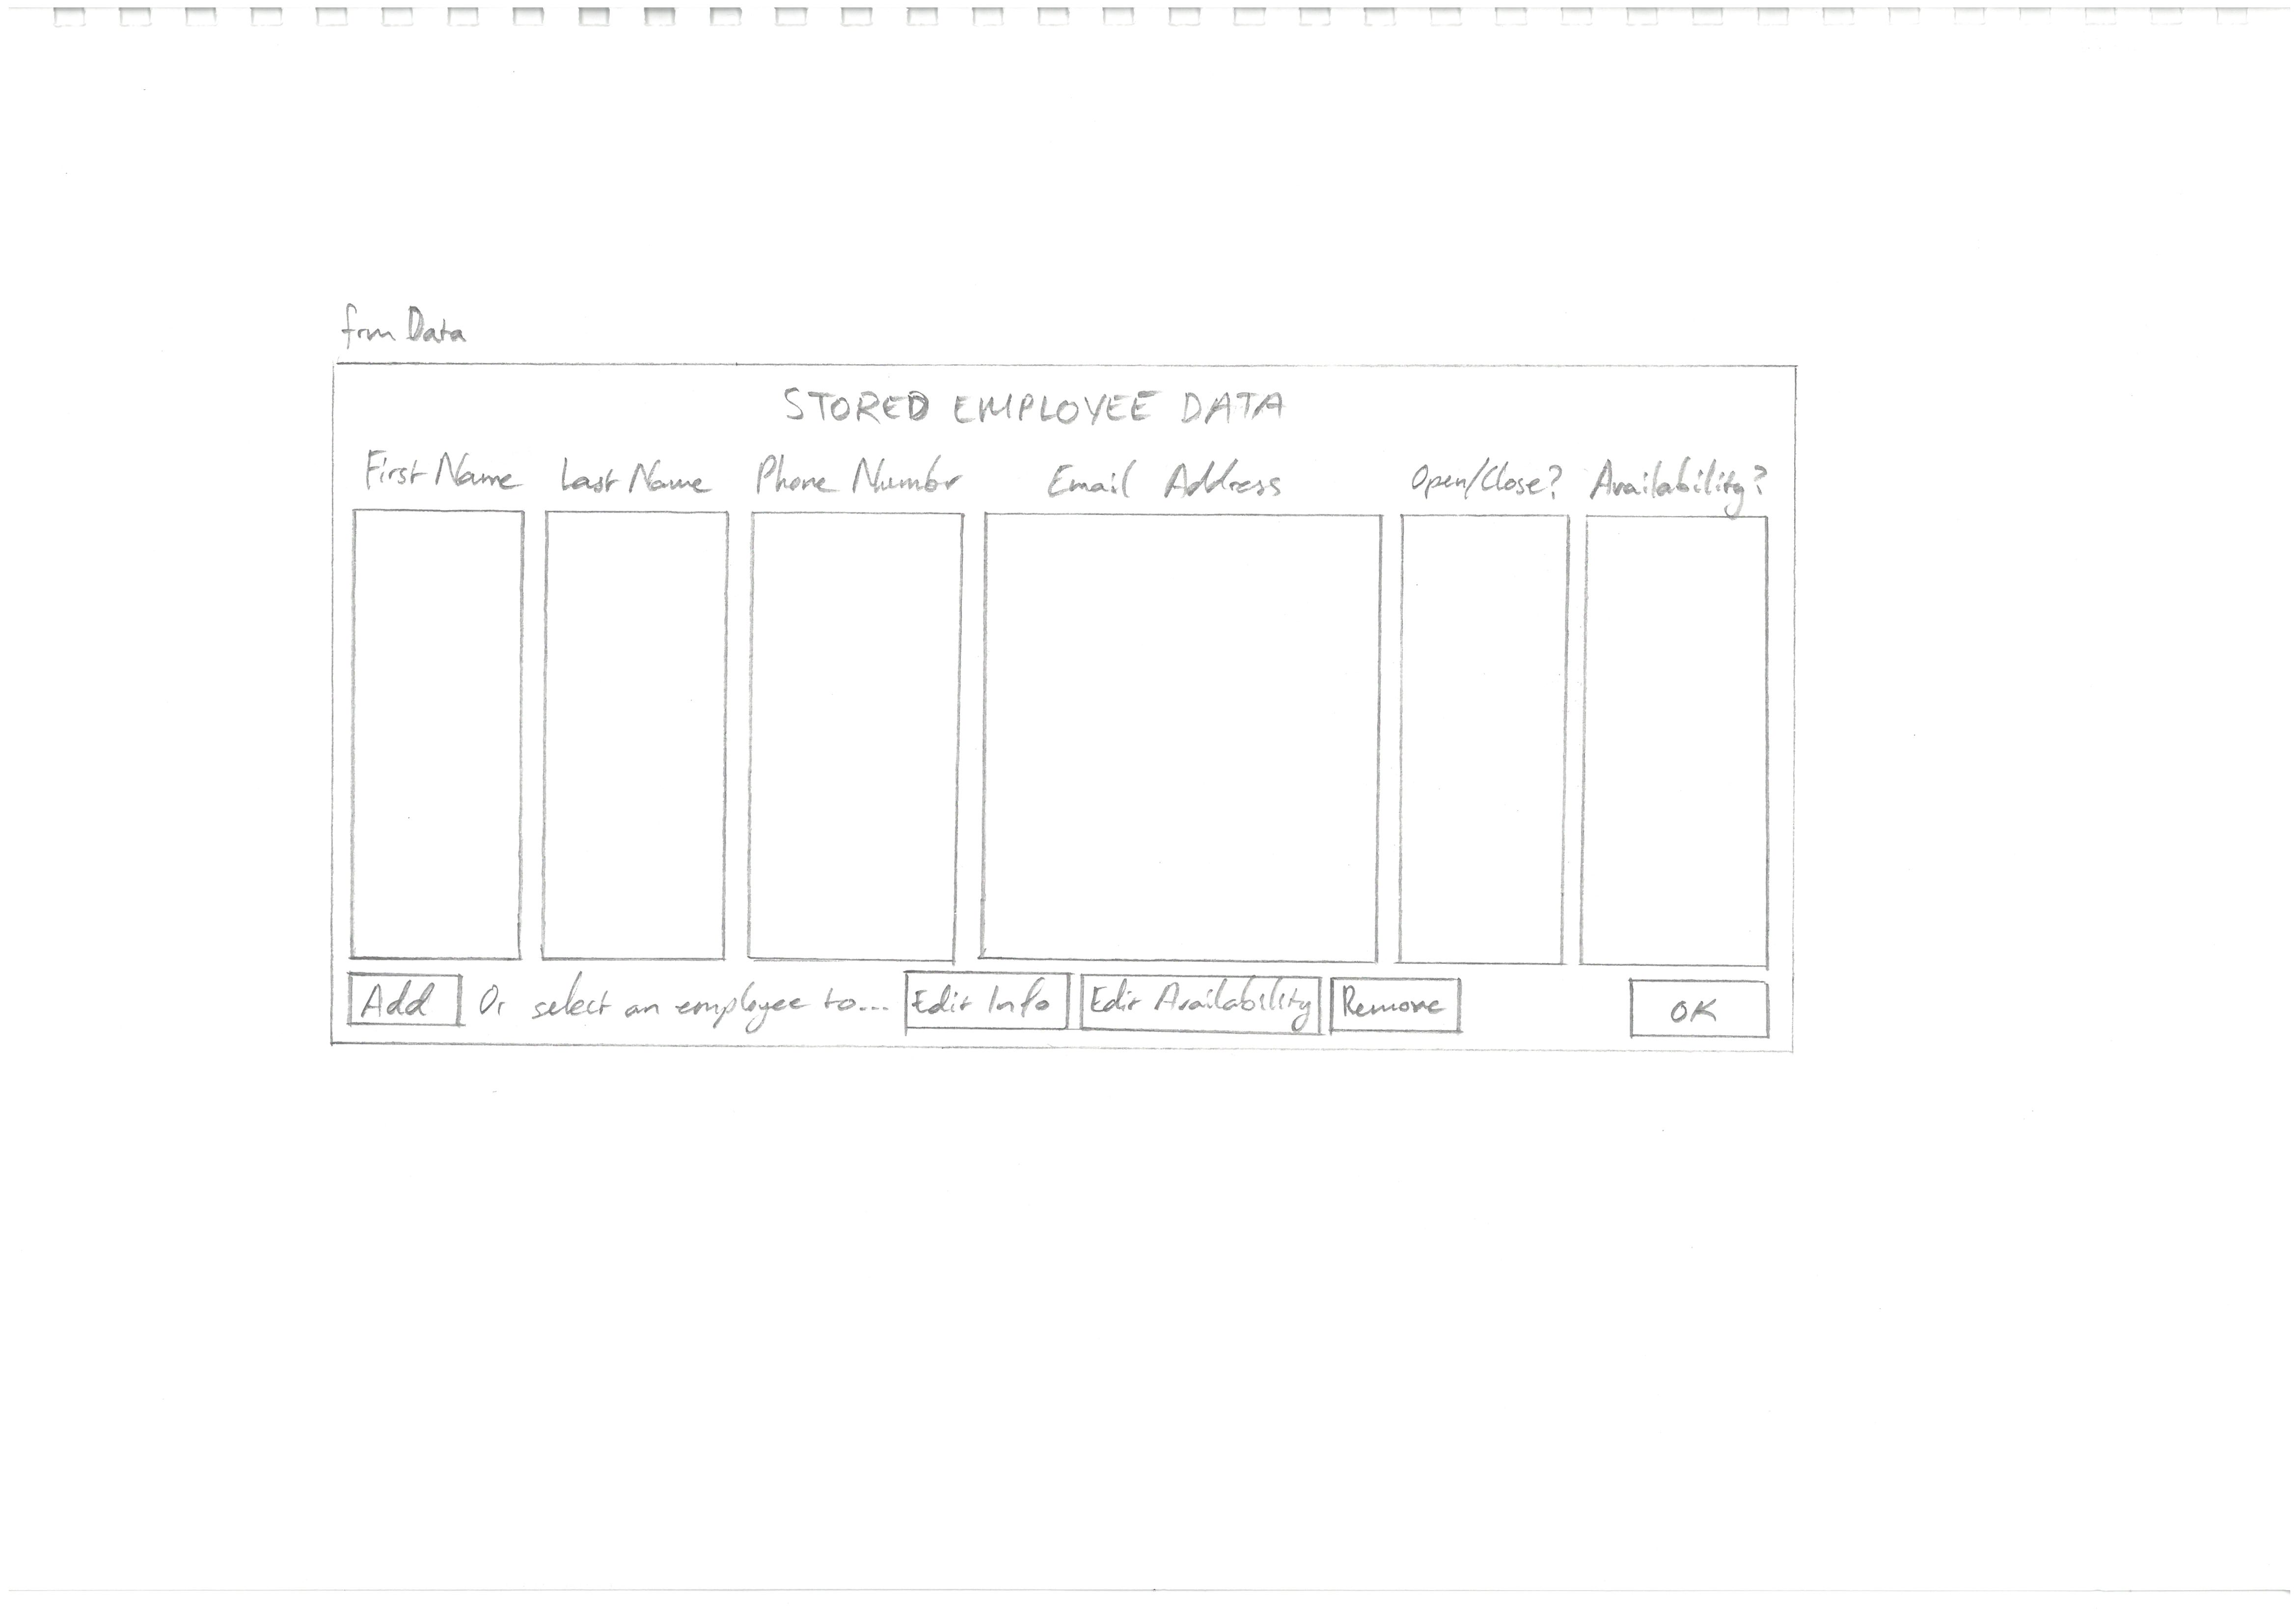 frm Data
STORED EMPLOYEE DATA
First Name Last Name Phone Number Email Address Open/Close? Availability?
Add Or select an employee to... Edit Info Edit Availability Remove OK